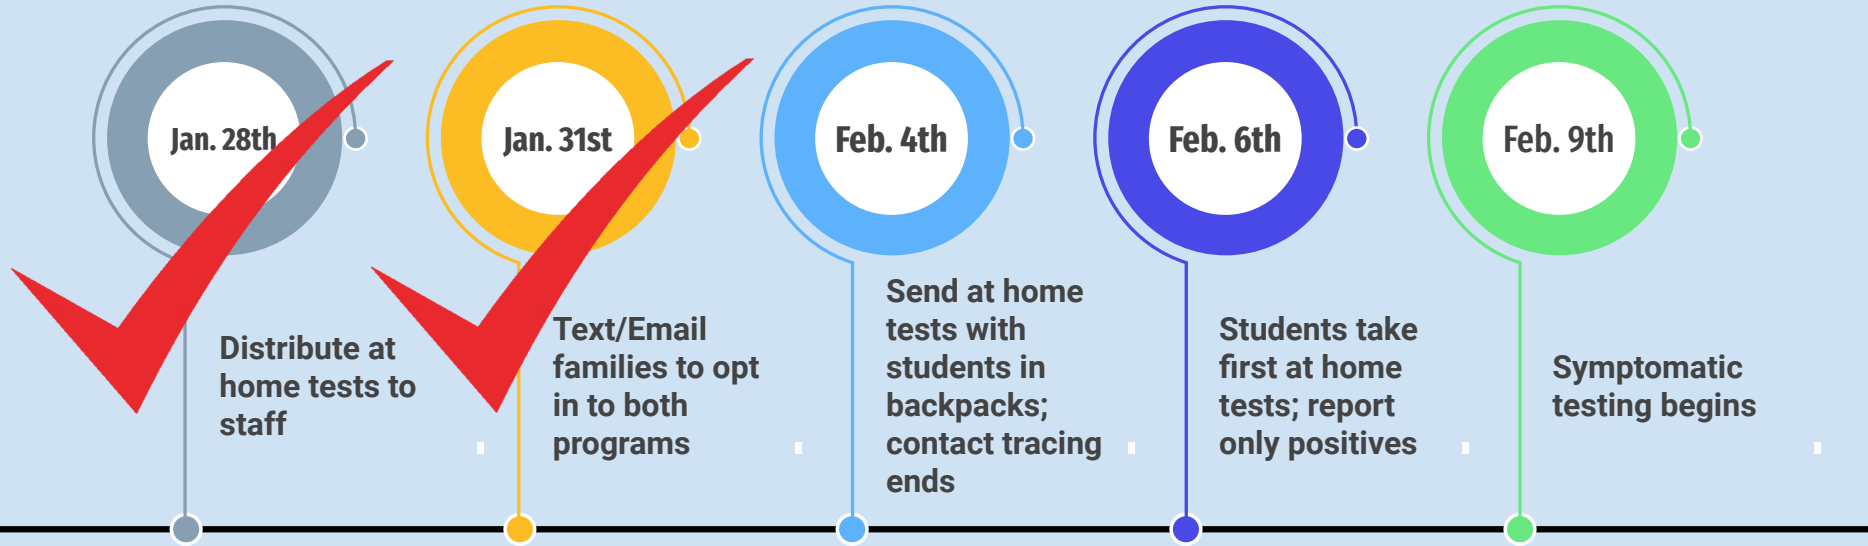 Jan. 28th
Distribute at
home tests to
staff
Jan. 31st
Text/Email
families to opt
in to both
programs
Feb. 4th
Send at home
tests with
students in
backpacks;
contact tracing
ends
Feb. 6th
Students take
first at home
tests; report
only positives
Feb. 9th
Symptomatic
testing begins